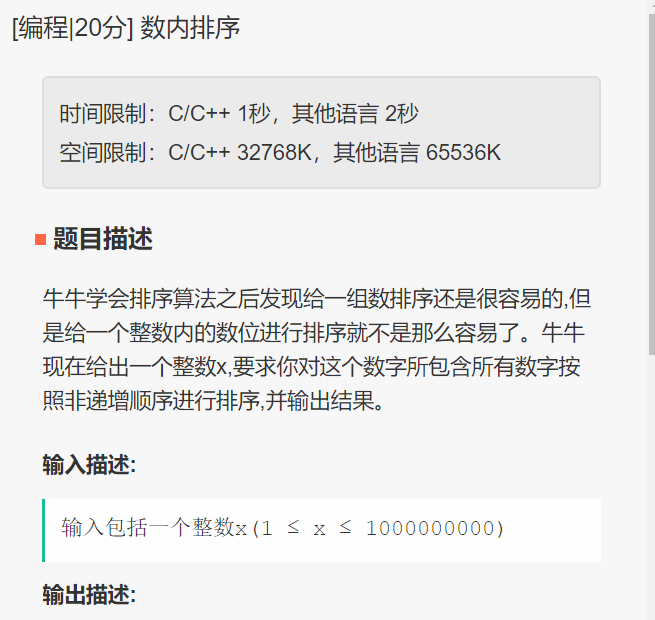 [编程|20分] 数内排序
时间限制：C/C++ 1秒，其他语言 2秒
空间限制：C/C++ 32768K，其他语言 65536K
题目描述
牛牛学会排序算法之后发现给一组数排序还是很容易的,但
是给一个整数内的数位进行排序就不是那么容易了。牛牛
现在给出一个整数x,要求你对这个数字所包含所有数字按
照非递增顺序进行排序,并输出结果。
输入描述:
输入包括一个整数x(1 ≤ x ≤ 1000000000)
输出描述: